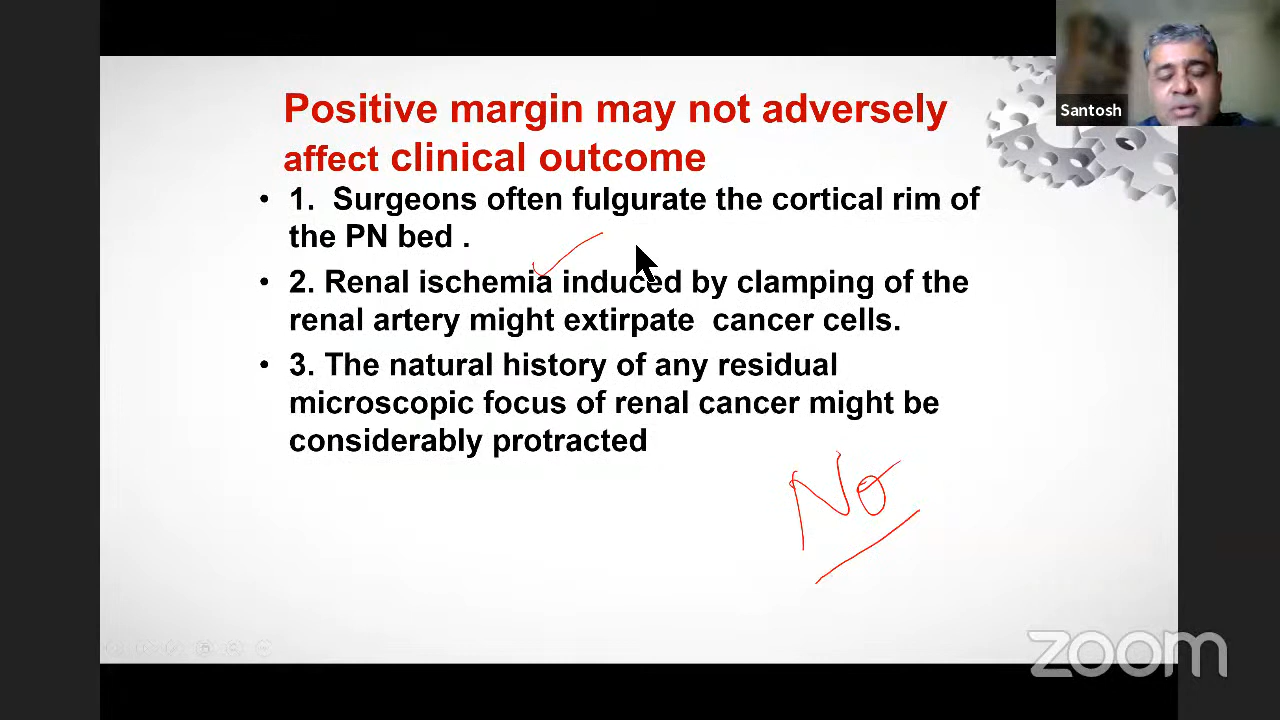 Santosh
Positive margin may not adversely
affect clinical outcome
• 1. Surgeons often fulgurate the cortical rim of
the PN bed .
• 2. Renal ischemia induced by clamping of the
renal artery might extirpate cancer cells.
• 3. The natural history of any residual
microscopic focus of renal cancer might be
considerably protracted
No
zoom